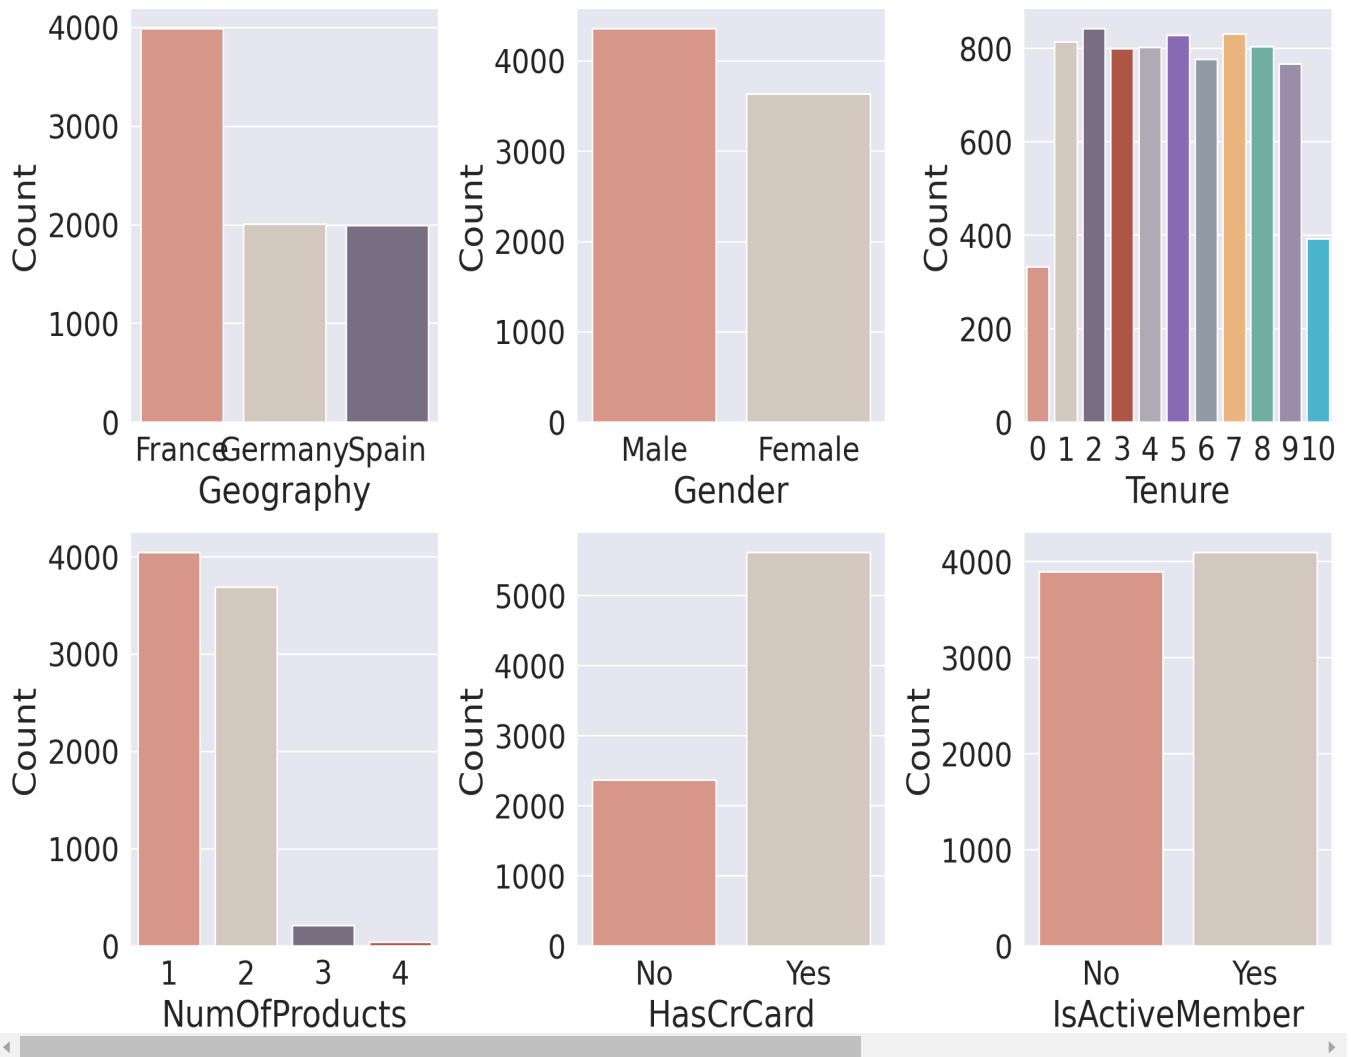 4000
3000
2000
1000
0
Count
France Germany Spain
Geography
4000
3000
2000
1000
0
Count
Male Female
Gender
800
600
400
200
0
Count
0 1 2 3 4 5 6 7 8 9 10
Tenure
4000
3000
2000
1000
0
Count
1 2 3 4
NumOfProducts
5000
4000
3000
2000
1000
0
Count
No Yes
HasCrCard
4000
3000
2000
1000
0
Count
No Yes
IsActiveMember